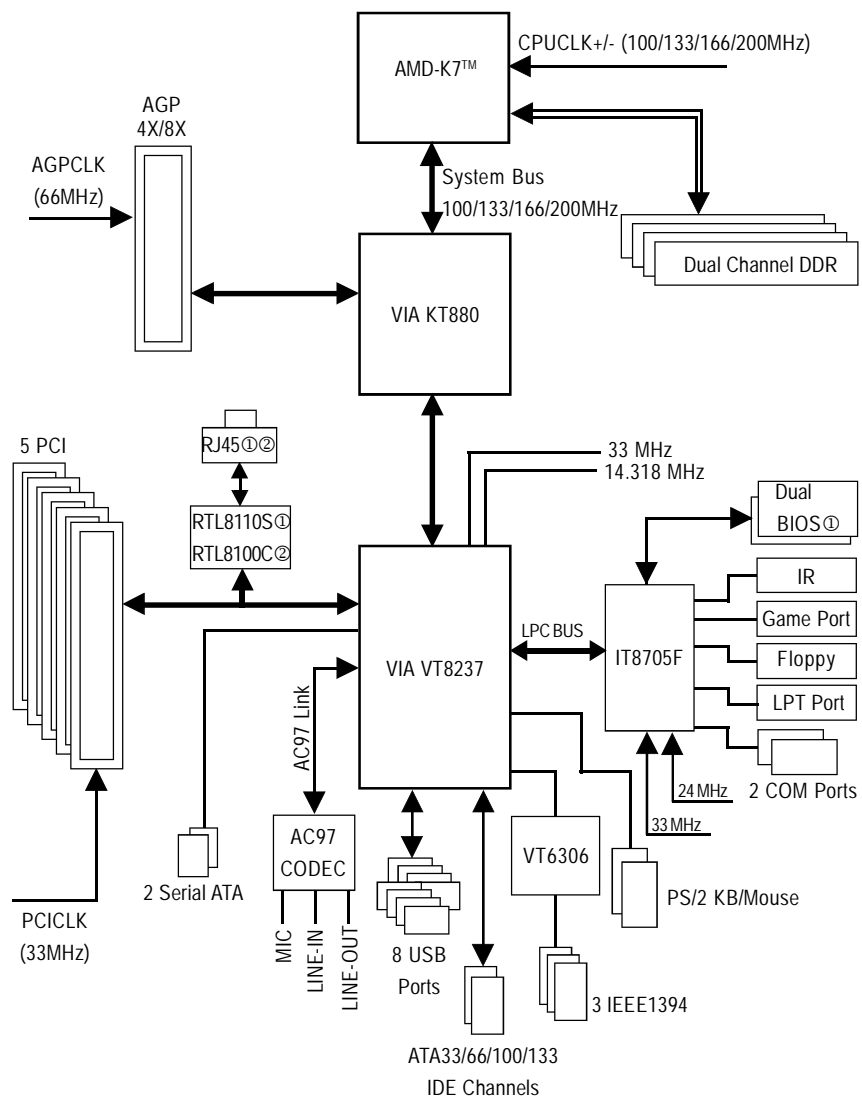 AMD-K7™
CPUCLK+/- (100/133/166/200MHz)
AGP
4X/8X
AGPCLK
(66MHz)
System Bus
100/133/166/200MHz
Dual Channel DDR
VIA KT880
5 PCI
RJ45①②
RTL8110S①
RTL8100C②
33 MHz
14.318 MHz
Dual
BIOS①
IR
Game Port
Floppy
LPT Port
2 COM Ports
LPC BUS
IT8705F
VIA VT8237
AC97 Link
24 MHz
33 MHz
AC97
CODEC
VT6306
PS/2 KB/Mouse
2 Serial ATA
PCICLK
(33MHz)
MIC
LINE-IN
LINE-OUT
8 USB
Ports
3 IEEE1394
ATA33/66/100/133
IDE Channels